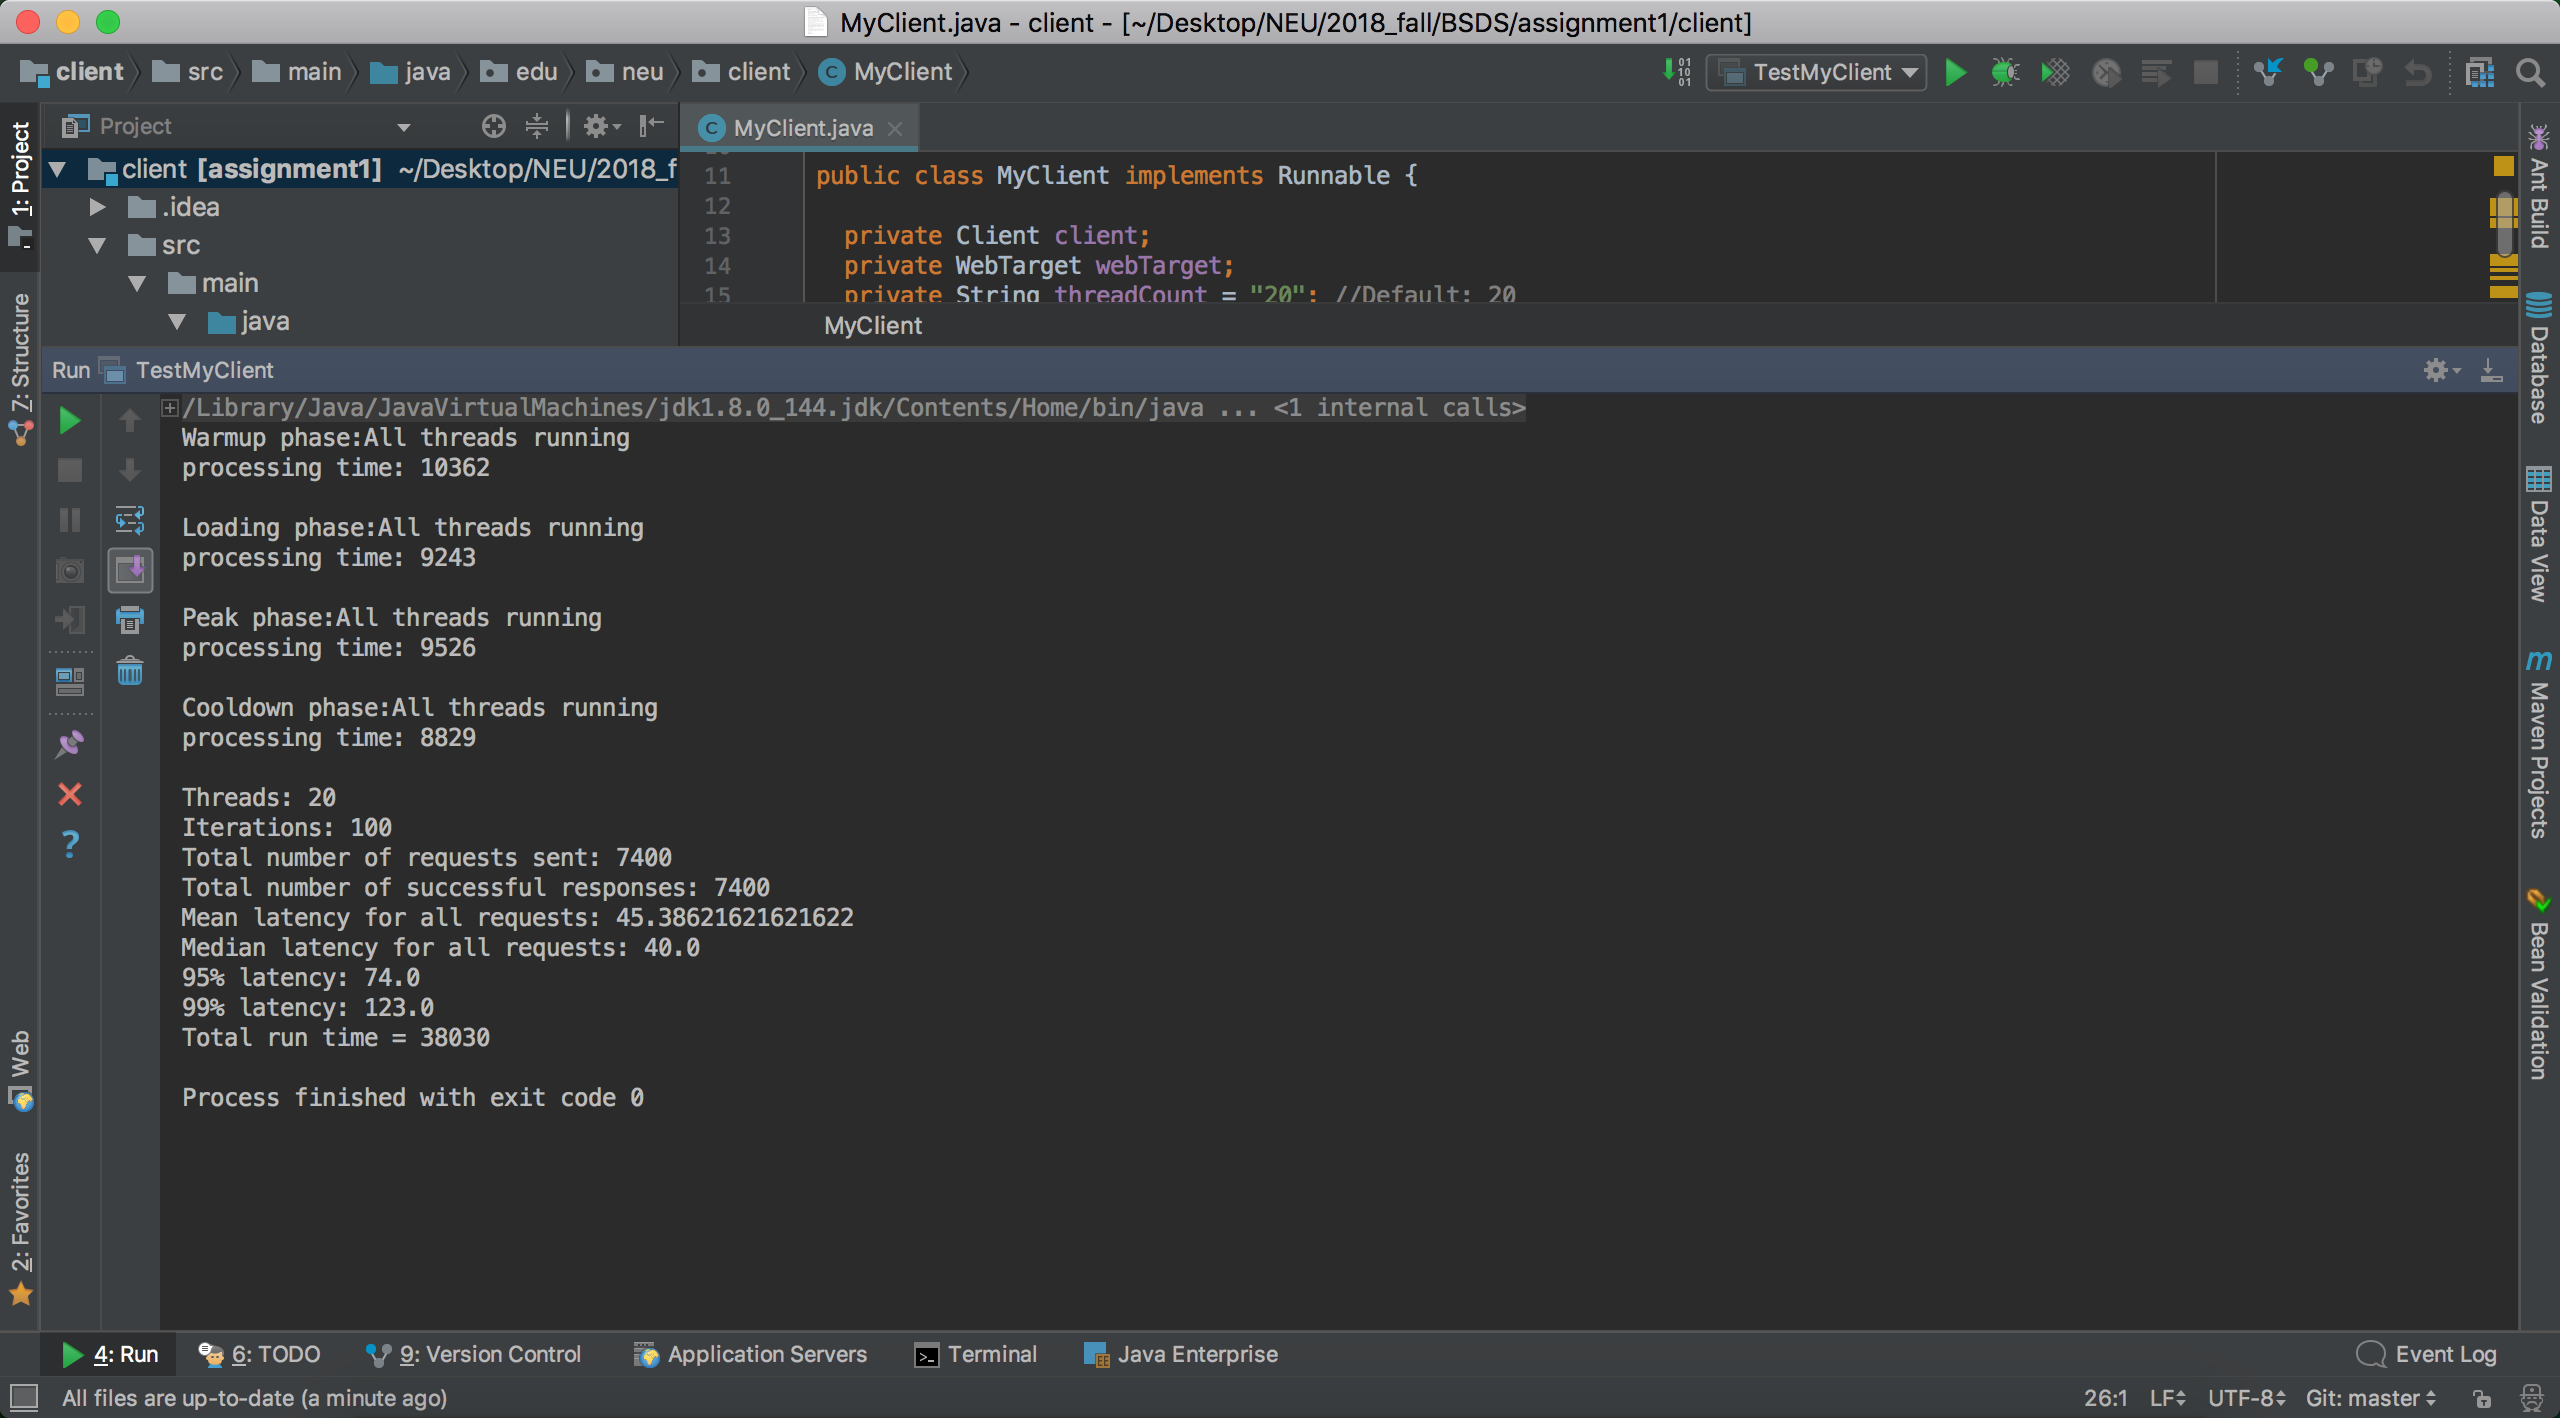 MyClient.java - client - [~/Desktop/NEU/2018_fall/BSDS/assignment1/client]
client src main java edu neu client MyClient
TestMyClient
Project
MyClient.java
client [assignment1] ~/Desktop/NEU/2018_f
.idea
src
main
java
11 public class MyClient implements Runnable {
12
13 private Client client;
14 private WebTarget webTarget;
15 private String threadCount = "20"; //Default: 20
MyClient
Run TestMyClient
/Library/Java/JavaVirtualMachines/jdk1.8.0_144.jdk/Contents/Home/bin/java ... <1 internal calls>
Warmup phase:All threads running
processing time: 10362
Loading phase:All threads running
processing time: 9243
Peak phase:All threads running
processing time: 9526
Cooldown phase:All threads running
processing time: 8829
Threads: 20
Iterations: 100
Total number of requests sent: 7400
Total number of successful responses: 7400
Mean latency for all requests: 45.38621621621622
Median latency for all requests: 40.0
95% latency: 74.0
99% latency: 123.0
Total run time = 38030
Process finished with exit code 0
1: Project
7: Structure
Web
2: Favorites
Ant Build
Database
Data View
Maven Projects
Bean Validation
4: Run 6: TODO 9: Version Control Application Servers Terminal Java Enterprise Event Log
All files are up-to-date (a minute ago) 26:1 LF UTF-8 Git: master